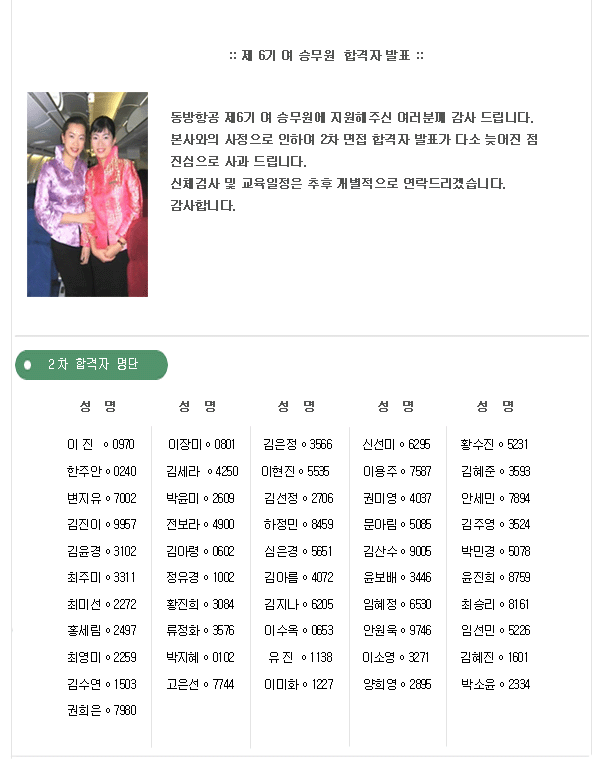 :: 제 6기 여 승무원 합격자 발표 ::
동방항공 제6기 여 승무원에 지원해주신 여러분께 감사 드립니다.
본사와의 사정으로 인하여 2차 면접 합격자 발표가 다소 늦어진 점
진심으로 사과 드립니다.
신체검사 및 교육일정은 추후 개별적으로 연락드리겠습니다.
감사합니다.
2차 합격자 명단
성 명 성 명 성 명 성 명 성 명
이 진 ㅇ 0970 이장미 ㅇ 0801 김은정 ㅇ 3566 신선미 ㅇ 6295 황수진 ㅇ 5231
한주안 ㅇ 0240 김세라 ㅇ 4250 이현진 ㅇ 5535 이용주 ㅇ 7587 김혜준 ㅇ 3593
변지유 ㅇ 7002 박윤미 ㅇ 2609 김선정 ㅇ 2706 권미영 ㅇ 4037 안세민 ㅇ 7894
김진이 ㅇ 9957 전보라 ㅇ 4900 하정민 ㅇ 8459 문아림 ㅇ 5085 김주영 ㅇ 3524
김윤경 ㅇ 3102 김아령 ㅇ 0602 심은경 ㅇ 5651 김산수 ㅇ 9005 박민경 ㅇ 5078
최주미 ㅇ 3311 정유경 ㅇ 1002 김아름 ㅇ 4072 윤보배 ㅇ 3446 윤진희 ㅇ 8759
최미선 ㅇ 2272 황진희 ㅇ 3084 김지나 ㅇ 6205 임혜정 ㅇ 6530 최승리 ㅇ 8161
홍세림 ㅇ 2497 류정화 ㅇ 3576 이수옥 ㅇ 0653 안원욱 ㅇ 9746 임선민 ㅇ 5226
최영미 ㅇ 2259 박지혜 ㅇ 0102 유 진 ㅇ 1138 이소영 ㅇ 3271 김혜진 ㅇ 1601
김수연 ㅇ 1503 고은선 ㅇ 7744 이미화 ㅇ 1227 양희영 ㅇ 2895 박소윤 ㅇ 2334
권희은 ㅇ 7980